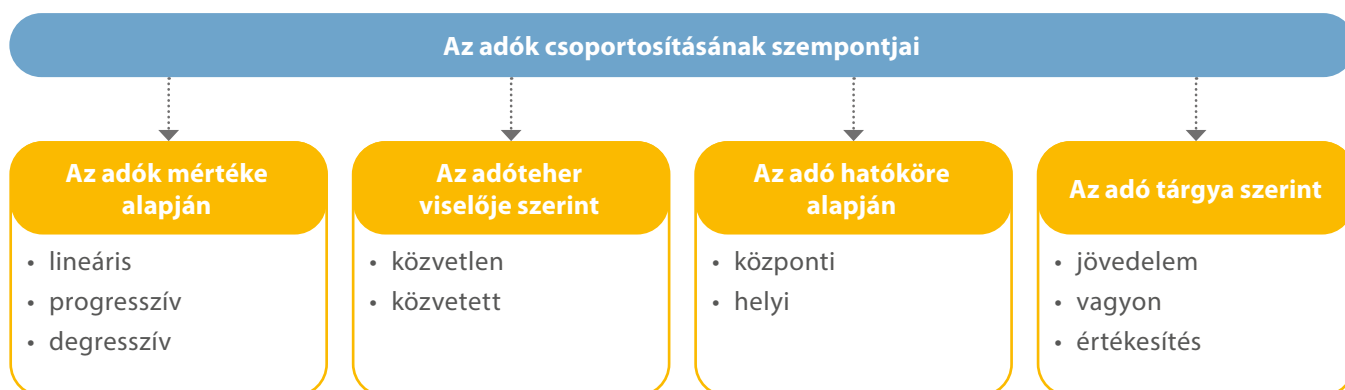 Az adók csoportosításának szempontjai
Az adók mértéke
alapján
• lineáris
• progresszív
• degresszív
Az adóteher
viselője szerint
• közvetlen
• közvetett
Az adó hatóköre
alapján
• központi
• helyi
Az adó tárgya szerint
• jövedelem
• vagyon
• értékesítés